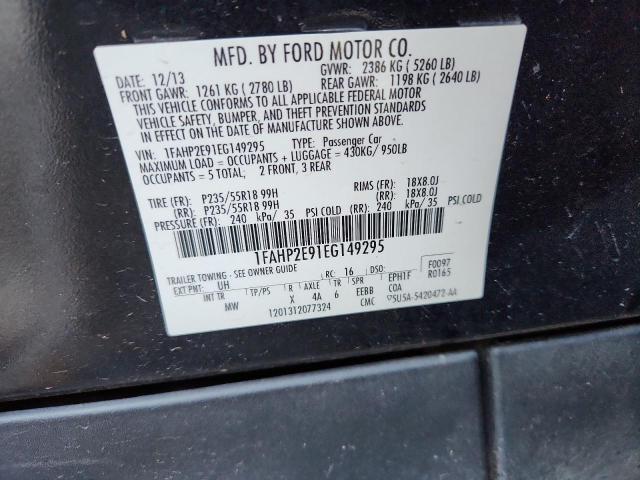 MFD. BY FORD MOTOR CO.
DATE: 12/13 GVWR: 2386 KG ( 5260 LB)
FRONT GAWR: 1261 KG ( 2780 LB) REAR GAWR: 1198 KG ( 2640 LB)
THIS VEHICLE CONFORMS TO ALL APPLICABLE FEDERAL MOTOR
VEHICLE SAFETY, BUMPER, AND THEFT PREVENTION STANDARDS
IN EFFECT ON THE DATE OF MANUFACTURE SHOWN ABOVE.
VIN: 1FAHP2E91EG149295 TYPE: Passenger Car
MAXIMUM LOAD = OCCUPANTS + LUGGAGE = 430KG/ 950LB
OCCUPANTS = 5 TOTAL; 2 FRONT, 3 REAR
TIRE (FR): P235/55R18 99H RIMS (FR): 18X8.0J
(RR): P235/55R18 99H (RR): 18X8.0J
PRESSURE (FR): 240 kPa/ 35 PSI COLD (RR): 240 kPa/ 35 PSI COLD
1FAHP2E91EG149295
TRAILER TOWING - SEE OWNER GUIDE
F0097
R0165
RC: 16 DSO:
EXT PNT: UH
INT TR TP/PS R AXLE TR SPR EPH1F
MW X 4A 6 EEBB COA
1201312077324 CMC 5U5A-5420472-AA